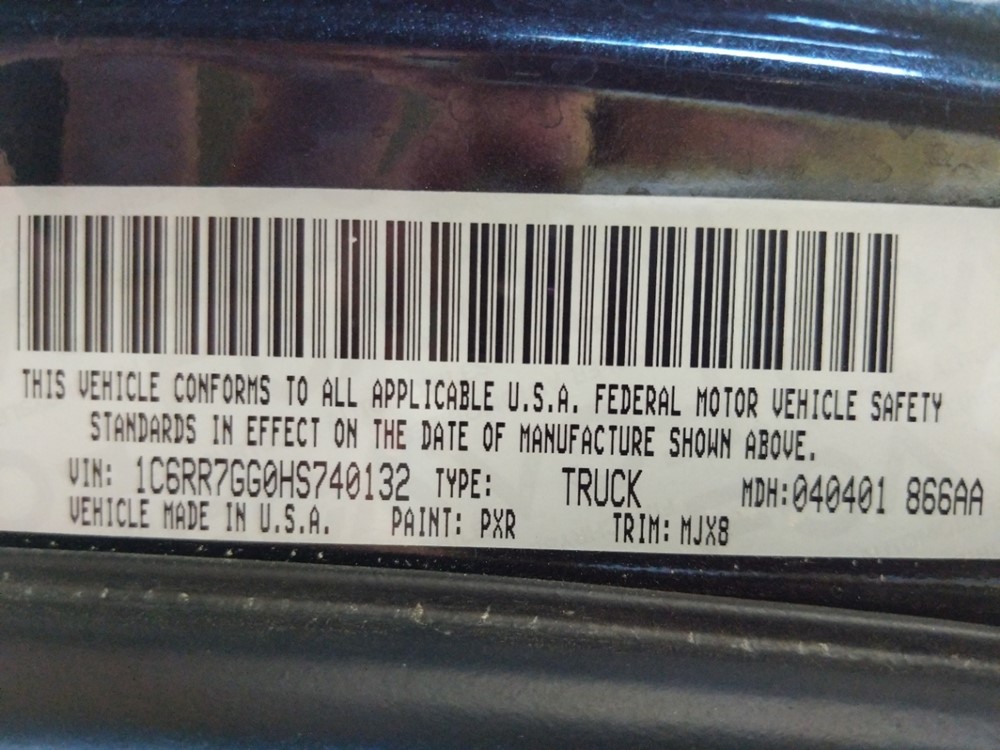 THIS VEHICLE CONFORMS TO ALL APPLICABLE U.S.A. FEDERAL MOTOR VEHICLE SAFETY
STANDARDS IN EFFECT ON THE DATE OF MANUFACTURE SHOWN ABOVE.
VIN: 1C6RR7GG0HS740132 TYPE: TRUCK MDH:040401 866AA
VEHICLE MADE IN U.S.A. PAINT: PXR TRIM: MJX8